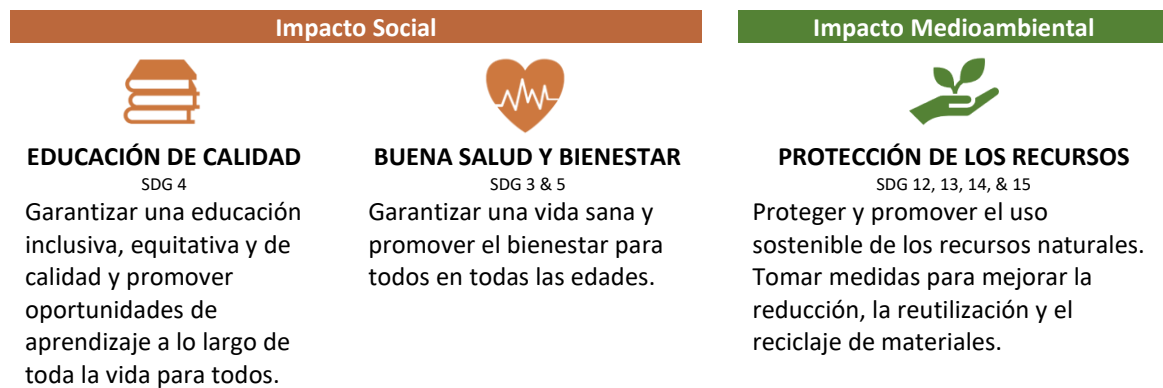 Impacto Social
EDUCACIÓN DE CALIDAD
SDG 4
Garantizar una educación
inclusiva, equitativa y de
calidad y promover
oportunidades de
aprendizaje a lo largo de
toda la vida para todos.
BUENA SALUD Y BIENESTAR
SDG 3 & 5
Garantizar una vida sana y
promover el bienestar para
todos en todas las edades.
Impacto Medioambiental
PROTECCIÓN DE LOS RECURSOS
SDG 12, 13, 14, & 15
Proteger y promover el uso
sostenible de los recursos naturales.
Tomar medidas para mejorar la
reducción, la reutilización y el
reciclaje de materiales.